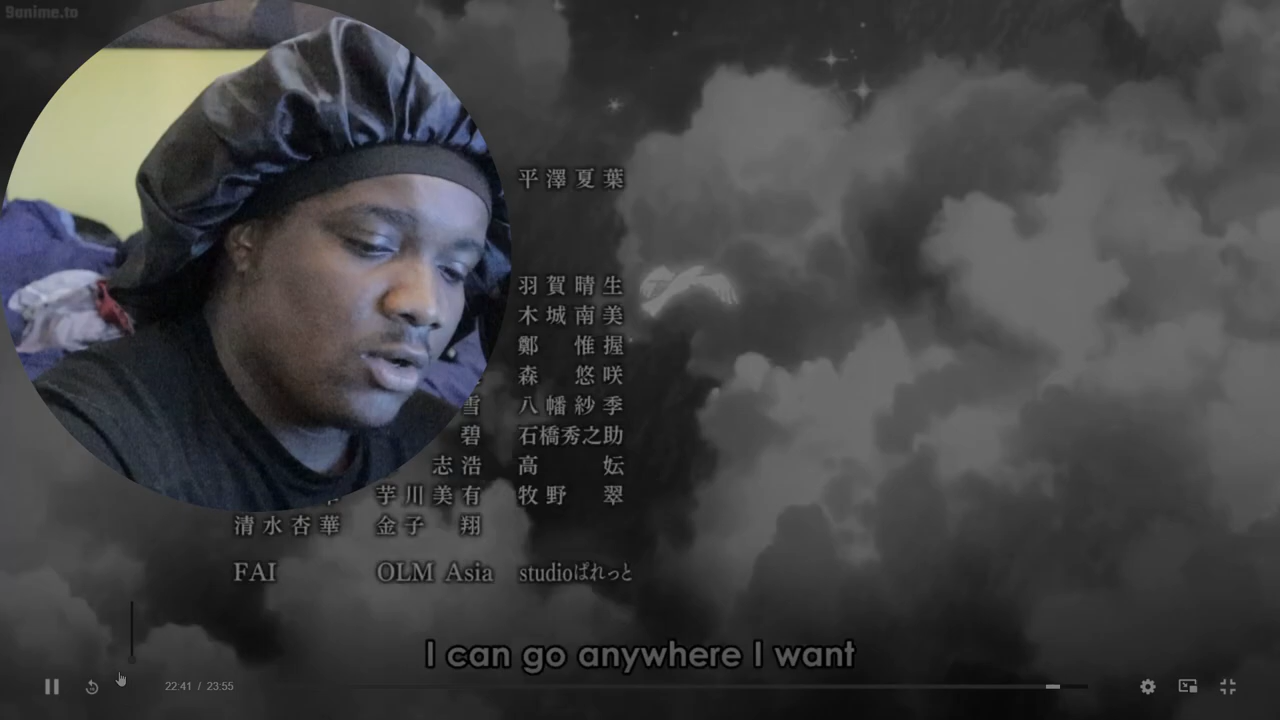 9anime.to
平澤夏葉
羽賀晴生
木城南美
鄭 惟握
森 悠咲
雪 八幡紗季
碧 石橋秀之助
志浩 高 妘
芋川美有 牧野 翠
清水杏華 金子 翔
FAI OLM Asia studioぱれっと
I can go anywhere I want
22:41 / 23:55